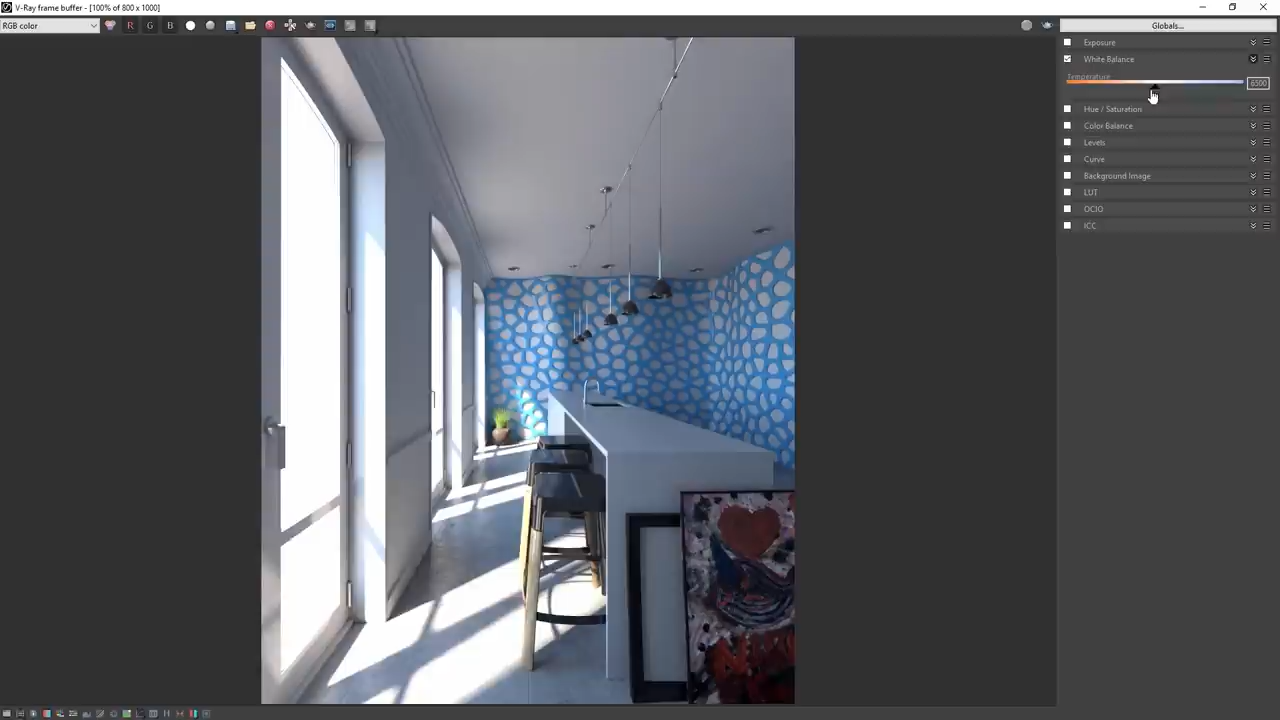 V-Ray frame buffer - [100% of 800 x 1000]
RGB color
R G B
Globals...
Exposure
White Balance
Temperature
6500
Hue / Saturation
Color Balance
Levels
Curve
Background Image
LUT
OCIO
ICC